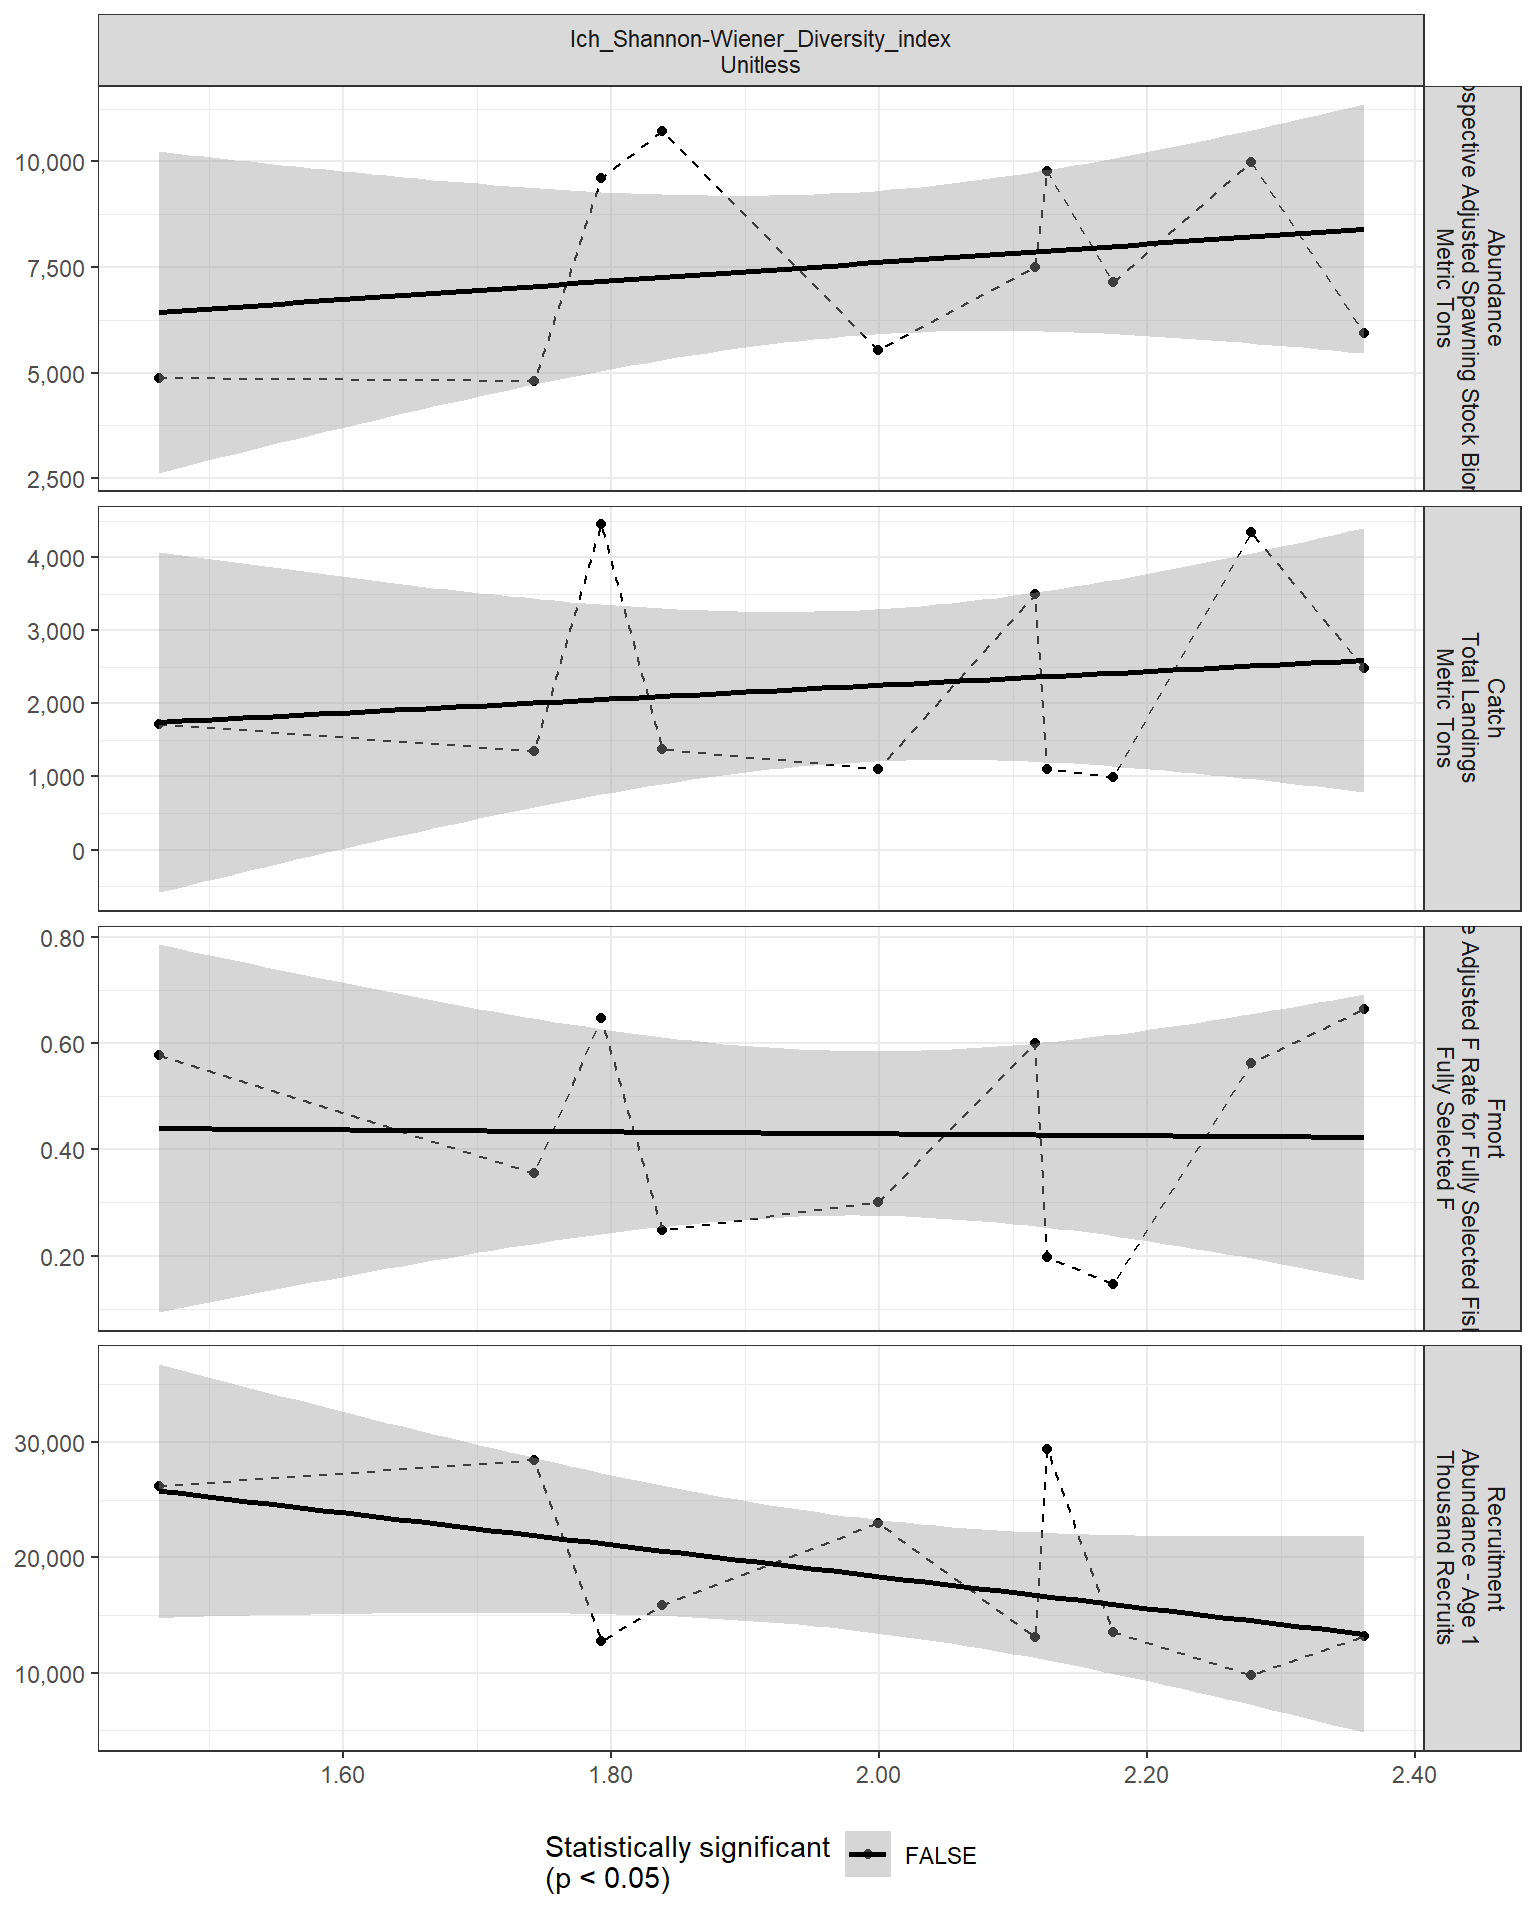 Ich_Shannon-Wiener_Diversity_index
Unitless
10,000
7,500
5,000
2,500
Abundance
Adjusted Spawning Stock
Metric Tons
4,000
3,000
2,000
1,000
0
Catch
Total Landings
Metric Tons
0.80
0.60
0.40
0.20
Fmort
Adjusted F Rate for Fully Selected
Fully Selected F
30,000
20,000
10,000
Recruitment
Abundance - Age 1
Thousand Recruits
1.60
1.80
2.00
2.20
2.40
Statistically significant
(p < 0.05)
FALSE